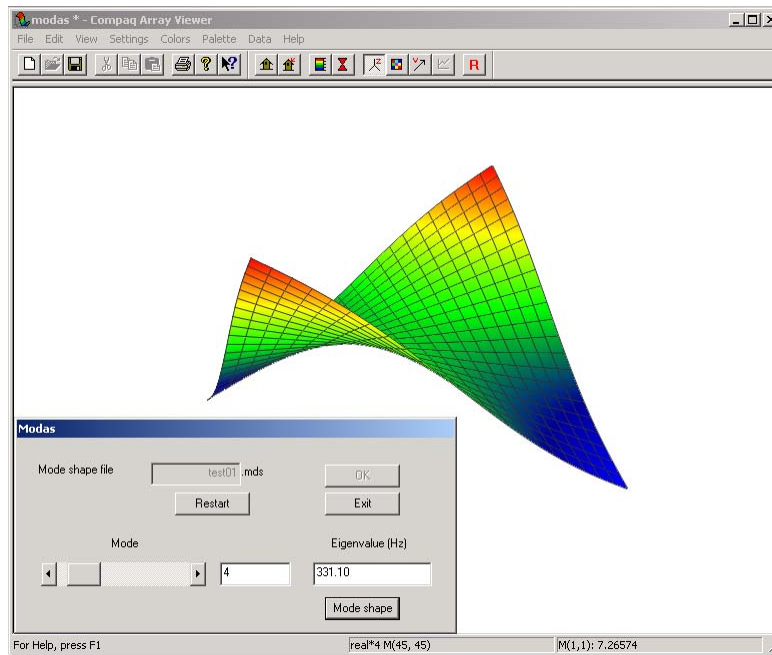 modas * - Compaq Array Viewer
File Edit View Settings Colors Palette Data Help
R
Modas
Mode shape file test01 .mds OK
Restart Exit
Mode Eigenvalue (Hz)
4 331.10
Mode shape
For Help, press F1 real*4 M(45, 45) M(1,1): 7.26574